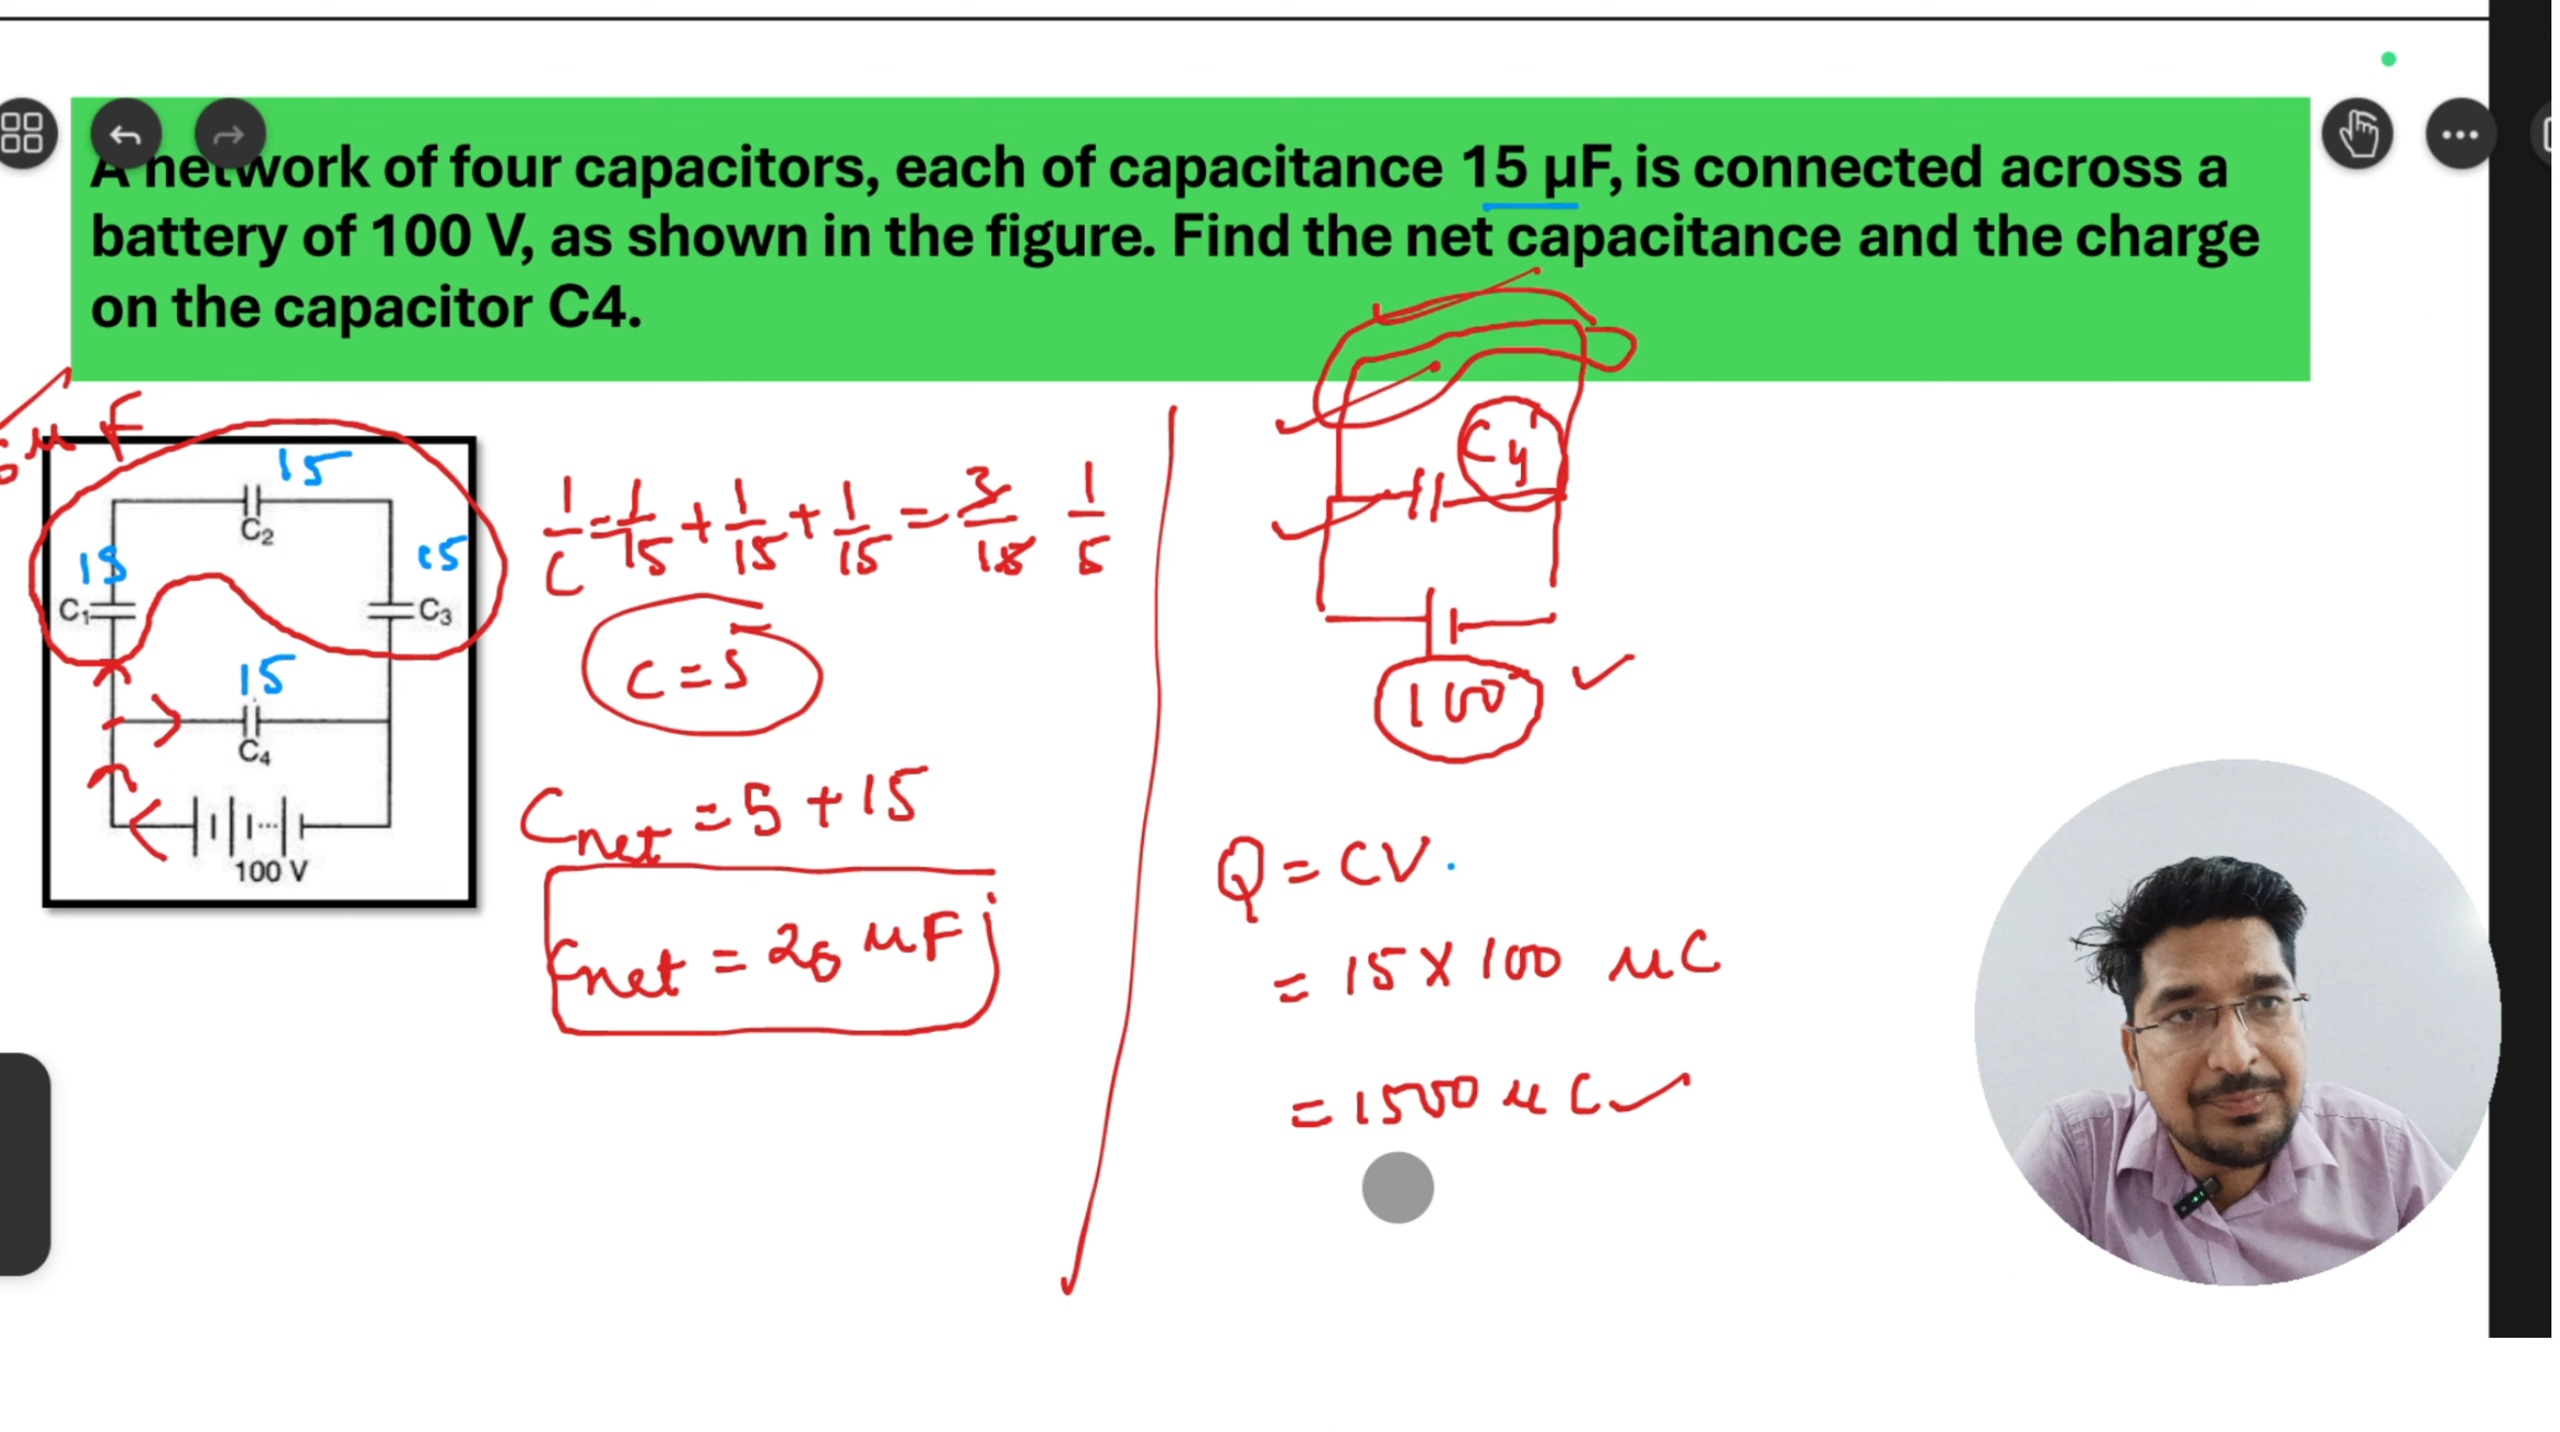 A network of four capacitors, each of capacitance 15 µF, is connected across a
battery of 100 V, as shown in the figure. Find the net capacitance and the charge
on the capacitor C4.
µF
15
C2
15
15
C1
C3
15
C4
100 V
1/C = 1/15 + 1/15 + 1/15 = 3/15 1/5
C = 5
Cnet = 5 + 15
Cnet = 20 µF
C4
100
Q = CV
= 15 X 100 µC
= 1500 µC